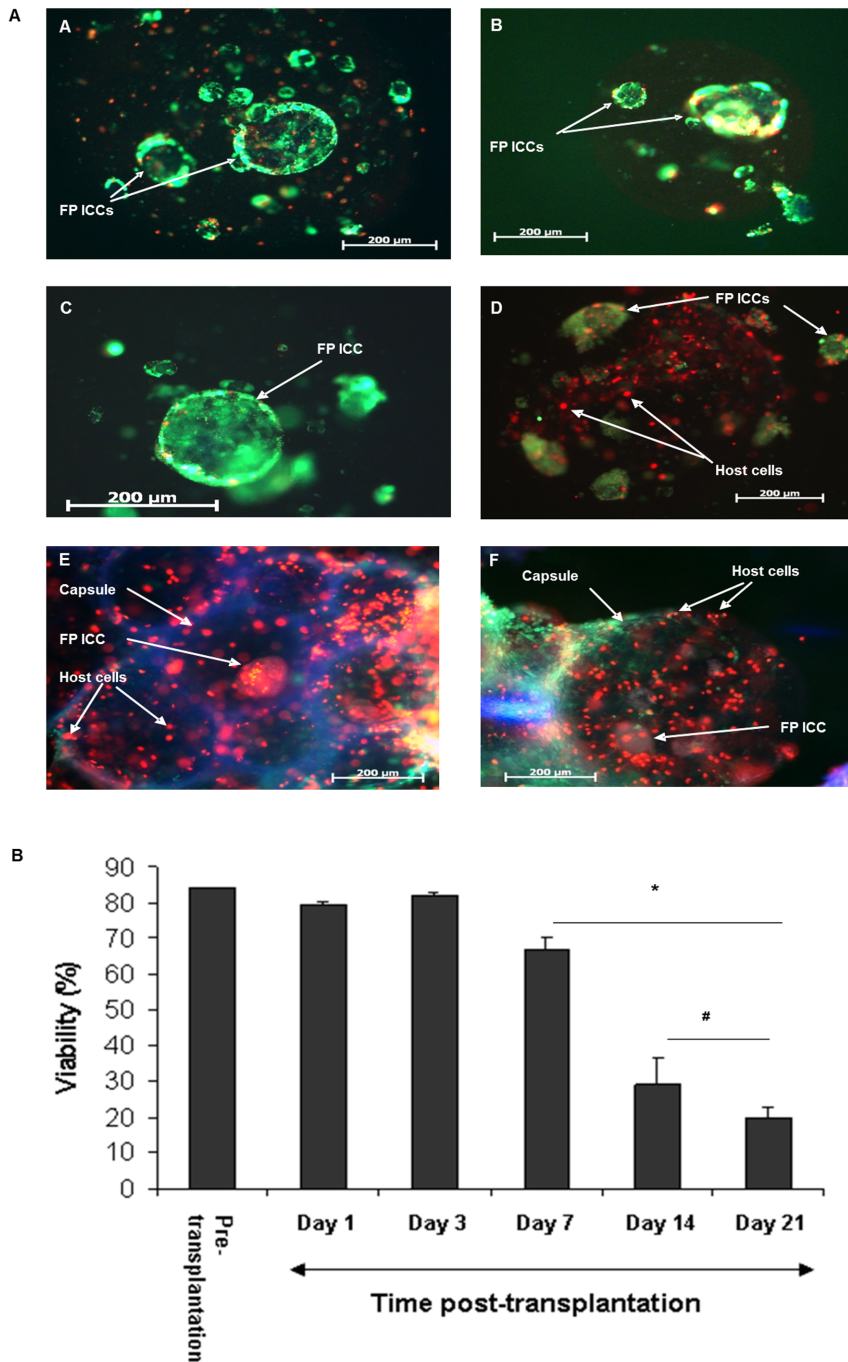 A
A
FP ICCs
200 µm
B
FP ICCs
200 µm
C
FP ICC
200 µm
D
FP ICCs
Host cells
200 µm
E
Capsule
FP ICC
Host cells
200 µm
F
Capsule
Host cells
FP ICC
200 µm
B
90
80
70
60
50
40
30
20
10
0
Viability (%)
*
#
Pre-
transplantation
Day 1
Day 3
Day 7
Day 14
Day 21
Time post-transplantation